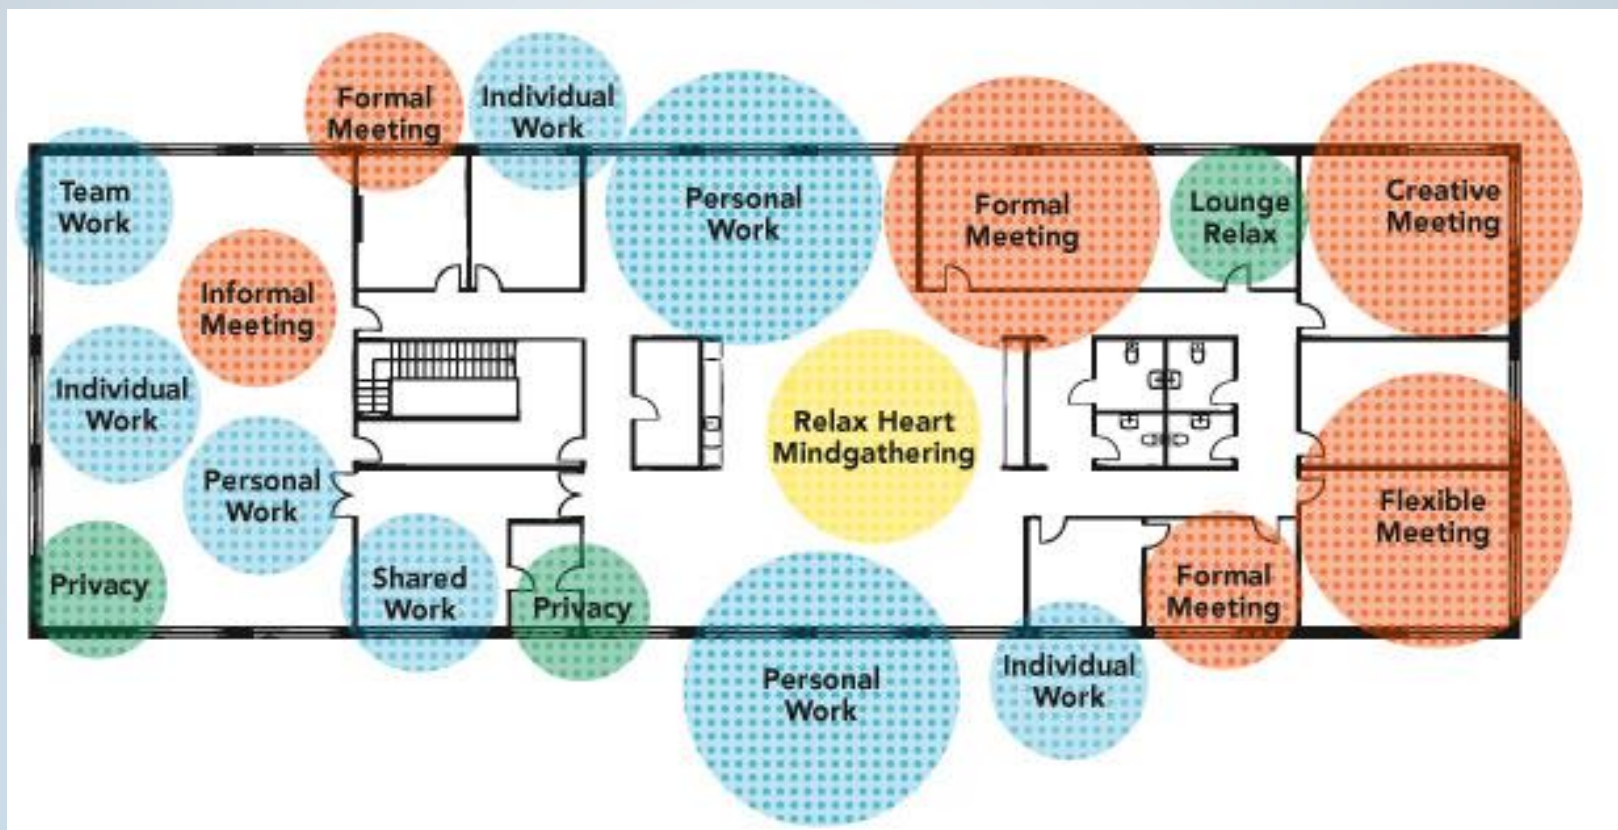 Formal
Meeting
Individual
Work
Team
Work
Personal
Work
Formal
Meeting
Lounge
Relax
Creative
Meeting
Informal
Meeting
Individual
Work
Relax Heart
Mindgathering
Personal
Work
Flexible
Meeting
Privacy
Shared
Work
Privacy
Formal
Meeting
Personal
Work
Individual
Work